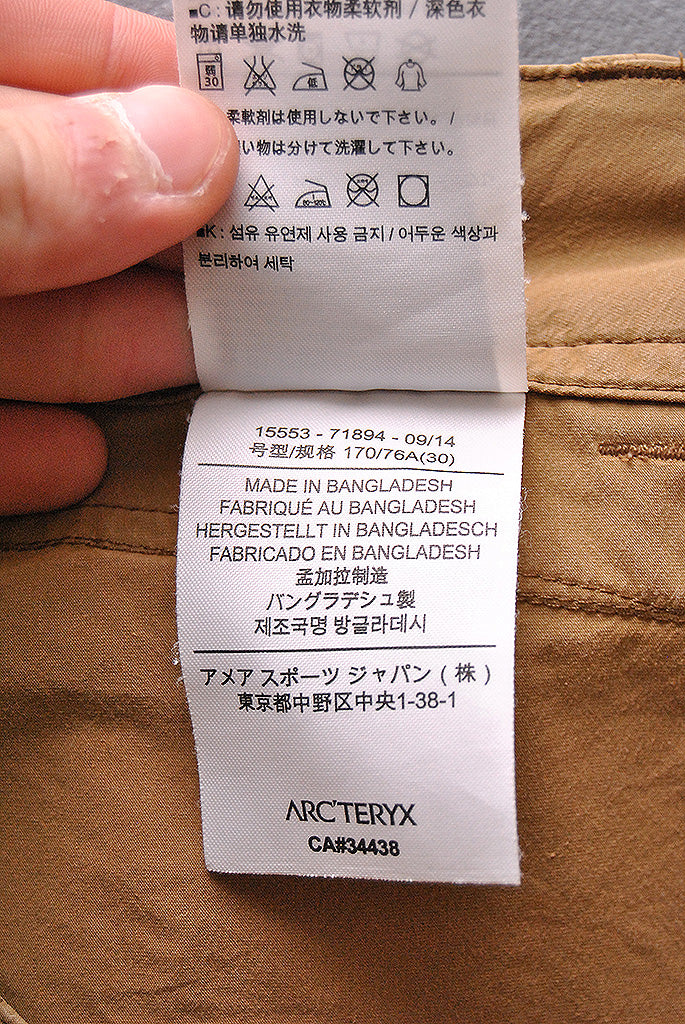 ■C: 请勿使用衣物柔软剂 / 深色衣
物请单独水洗
弱
30
低
柔軟剤は使用しないで下さい。 /
い物は分けて洗濯して下さい。
80~120℃
■K: 섬유 유연제 사용 금지 / 어두운 색상과
분리하여 세탁
15553 - 71894 - 09/14
号型/规格 170/76A(30)
MADE IN BANGLADESH
FABRIQUÉ AU BANGLADESH
HERGESTELLT IN BANGLADESCH
FABRICADO EN BANGLADESH
孟加拉制造
バングラデシュ製
제조국명 방글라데시
アメア スポーツ ジャパン ( 株 )
東京都中野区中央1-38-1
ARC'TERYX
CA#34438